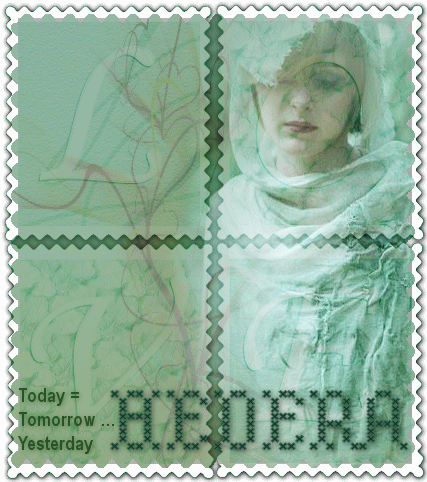 Today =
Tomorrow ...
Yesterday
HEDERA